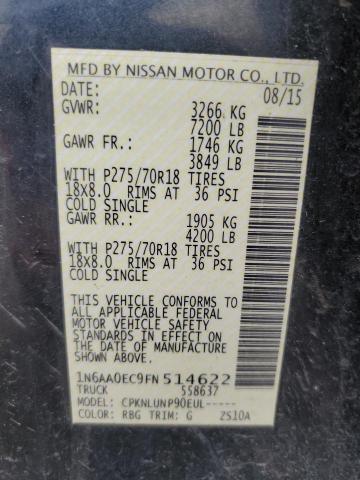 MFD BY NISSAN MOTOR CO., LTD.
DATE: 08/15
GVWR: 3266 KG
7200 LB
GAWR FR.: 1746 KG
3849 LB
WITH P275/70R18 TIRES
18x8.0 RIMS AT 36 PSI
COLD SINGLE
GAWR RR.: 1905 KG
4200 LB
WITH P275/70R18 TIRES
18x8.0 RIMS AT 36 PSI
COLD SINGLE
THIS VEHICLE CONFORMS TO
ALL APPLICABLE FEDERAL
MOTOR VEHICLE SAFETY
STANDARDS IN EFFECT
ON THE DATE OF MANUFACTURE
SHOWN ABOVE.
1N6AA0EC9FN514622
TRUCK 558637
MODEL: CPKNLUNP90EUL-----
COLOR: RBG TRIM: G 2S10A